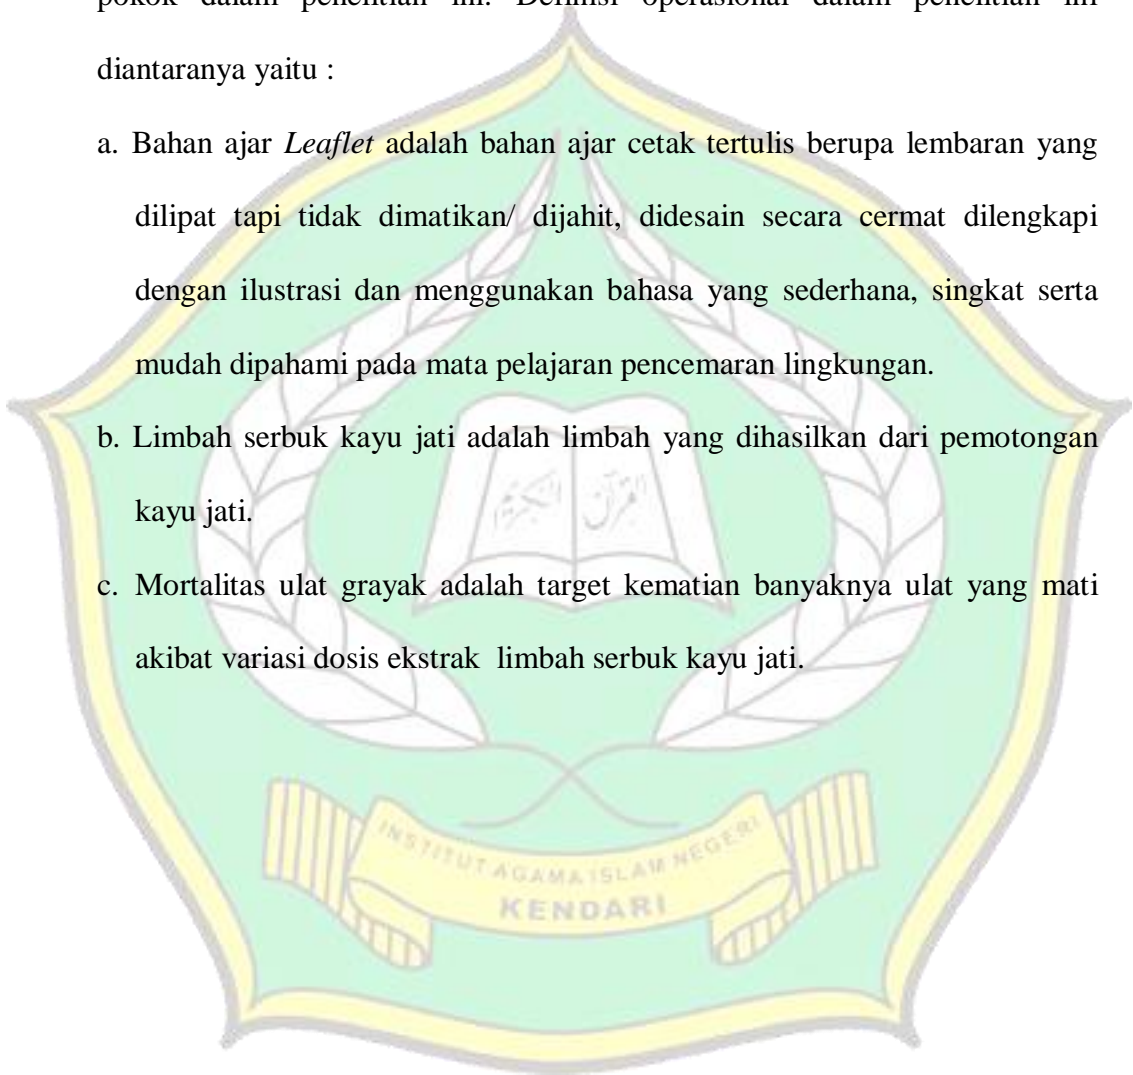 pokok dalam penelitian ini. Definisi operasional dalam penelitian ini
diantaranya yaitu :
a. Bahan ajar Leaflet adalah bahan ajar cetak tertulis berupa lembaran yang
dilipat tapi tidak dimatikan/ dijahit, didesain secara cermat dilengkapi
dengan ilustrasi dan menggunakan bahasa yang sederhana, singkat serta
mudah dipahami pada mata pelajaran pencemaran lingkungan.
b. Limbah serbuk kayu jati adalah limbah yang dihasilkan dari pemotongan
kayu jati.
c. Mortalitas ulat grayak adalah target kematian banyaknya ulat yang mati
akibat variasi dosis ekstrak limbah serbuk kayu jati.
القرآن الكريم
INSTITUT AGAMA ISLAM NEGERI
KENDARI